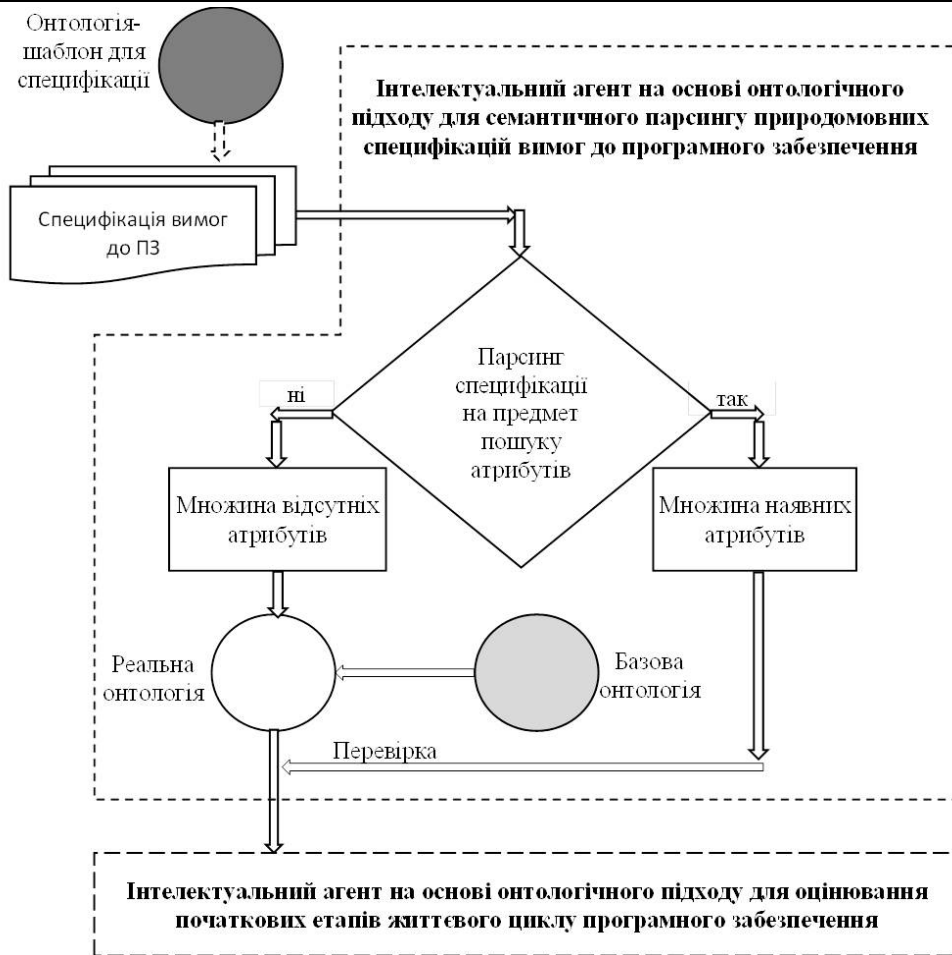 Онтологія-
шаблон для
специфікації
Інтелектуальний агент на основі онтологічного
підходу для семантичного парсингу природомовних
специфікацій вимог до програмного забезпечення
Специфікація вимог
до ПЗ
Парсинг
специфікації
на предмет
пошуку
атрибутів
ні
так
Множина відсутніх
атрибутів
Множина наявних
атрибутів
Реальна
онтологія
Базова
онтологія
Перевірка
Інтелектуальний агент на основі онтологічного підходу для оцінювання
початкових етапів життєвого циклу програмного забезпечення